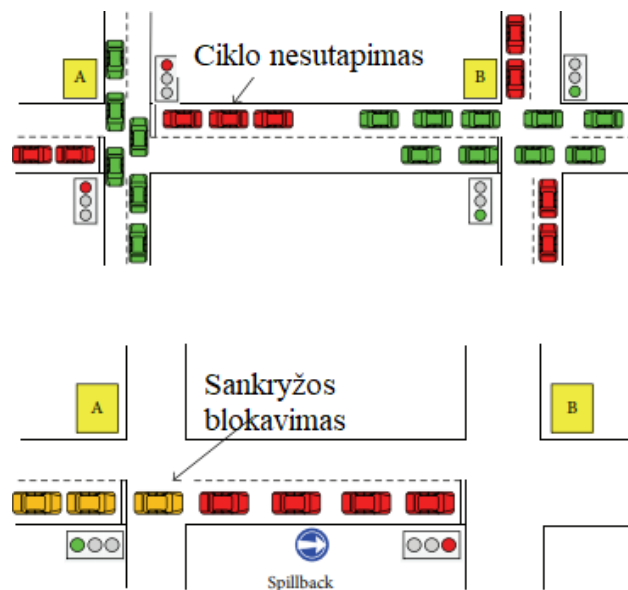 A
Ciklo nesutapimas
B
Sankryžos
blokavimas
A
B
Spillback